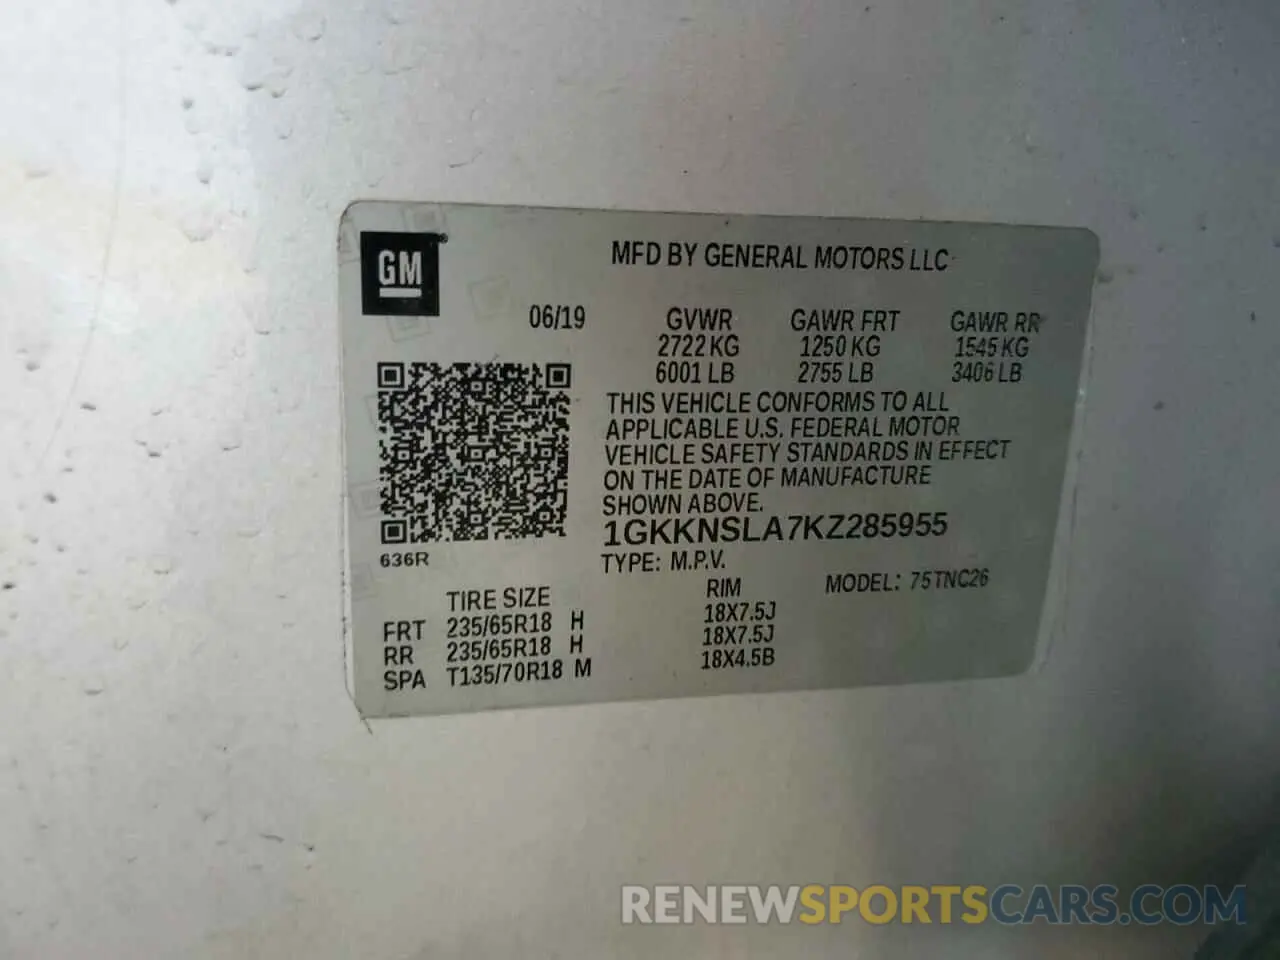 GM
MFD BY GENERAL MOTORS LLC
06/19
GVWR GAWR FRT GAWR RR
2722 KG 1250 KG 1545 KG
6001 LB 2755 LB 3406 LB
THIS VEHICLE CONFORMS TO ALL
APPLICABLE U.S. FEDERAL MOTOR
VEHICLE SAFETY STANDARDS IN EFFECT
ON THE DATE OF MANUFACTURE
SHOWN ABOVE.
1GKKNSLA7KZ285955
636R
TYPE: M.P.V.
MODEL: 75TNC26
TIRE SIZE RIM
FRT 235/65R18 H 18X7.5J
RR 235/65R18 H 18X7.5J
SPA T135/70R18 M 18X4.5B
RENEWSPORTSCARS.COM